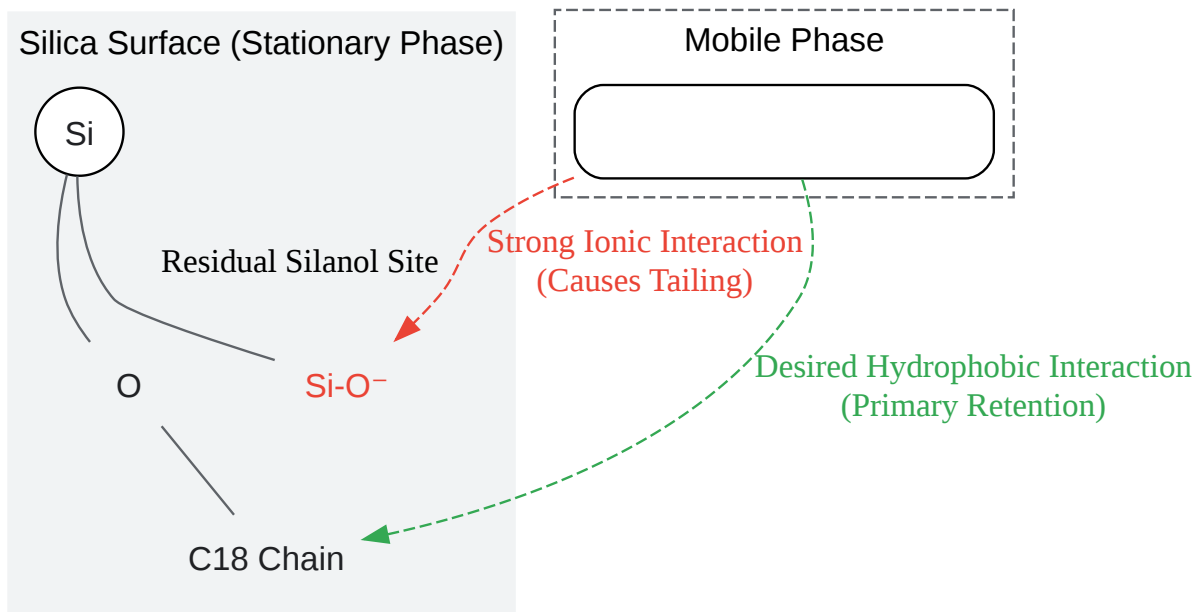 Silica Surface (Stationary Phase)
Mobile Phase
Si
Residual Silanol Site
Strong Ionic Interaction
(Causes Tailing)
Desired Hydrophobic Interaction
(Primary Retention)
O
Si-O⁻
C18 Chain